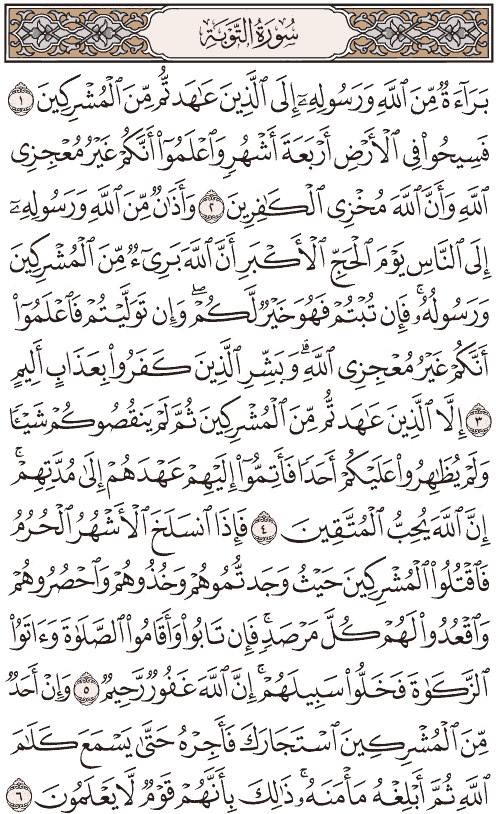 سُورَةُ التَّوْبَةِ
بَرَآءَةٌ مِّنَ ٱللَّهِ وَرَسُولِهِۦٓ إِلَى ٱلَّذِينَ عَٰهَدتُّم مِّنَ ٱلْمُشْرِكِينَ ١
فَسِيحُوا۟ فِى ٱلْأَرْضِ أَرْبَعَةَ أَشْهُرٍ وَٱعْلَمُوٓا۟ أَنَّكُمْ غَيْرُ مُعْجِزِى
ٱللَّهِ وَأَنَّ ٱللَّهَ مُخْزِى ٱلْكَٰفِرِينَ ٢ وَأَذَٰنٌ مِّنَ ٱللَّهِ وَرَسُولِهِۦٓ
إِلَى ٱلنَّاسِ يَوْمَ ٱلْحَجِّ ٱلْأَكْبَرِ أَنَّ ٱللَّهَ بَرِىٓءٌ مِّنَ ٱلْمُشْرِكِينَ
وَرَسُولُهُۥ ۚ فَإِن تُبْتُمْ فَهُوَ خَيْرٌ لَّكُمْ ۖ وَإِن تَوَلَّيْتُمْ فَٱعْلَمُوٓا۟
أَنَّكُمْ غَيْرُ مُعْجِزِى ٱللَّهِ ۗ وَبَشِّرِ ٱلَّذِينَ كَفَرُوا۟ بِعَذَابٍ أَلِيمٍ
٣ إِلَّا ٱلَّذِينَ عَٰهَدتُّم مِّنَ ٱلْمُشْرِكِينَ ثُمَّ لَمْ يَنقُصُوكُمْ شَيْـًٔا
وَلَمْ يُظَٰهِرُوا۟ عَلَيْكُمْ أَحَدًا فَأَتِمُّوٓا۟ إِلَيْهِمْ عَهْدَهُمْ إِلَىٰ مُدَّتِهِمْ ۚ
إِنَّ ٱللَّهَ يُحِبُّ ٱلْمُتَّقِينَ ٤ فَإِذَا ٱنسَلَخَ ٱلْأَشْهُرُ ٱلْحُرُمُ
فَٱقْتُلُوا۟ ٱلْمُشْرِكِينَ حَيْثُ وَجَدتُّمُوهُمْ وَخُذُوهُمْ وَٱحْصُرُوهُمْ
وَٱقْعُدُوا۟ لَهُمْ كُلَّ مَرْصَدٍ ۚ فَإِن تَابُوا۟ وَأَقَامُوا۟ ٱلصَّلَوٰةَ وَءَاتَوُا۟
ٱلزَّكَوٰةَ فَخَلُّوا۟ سَبِيلَهُمْ ۚ إِنَّ ٱللَّهَ غَفُورٌ رَّحِيمٌ ٥ وَإِنْ أَحَدٌ
مِّنَ ٱلْمُشْرِكِينَ ٱسْتَجَارَكَ فَأَجِرْهُ حَتَّىٰ يَسْمَعَ كَلَٰمَ
ٱللَّهِ ثُمَّ أَبْلِغْهُ مَأْمَنَهُۥ ۚ ذَٰلِكَ بِأَنَّهُمْ قَوْمٌ لَّا يَعْلَمُونَ ٦